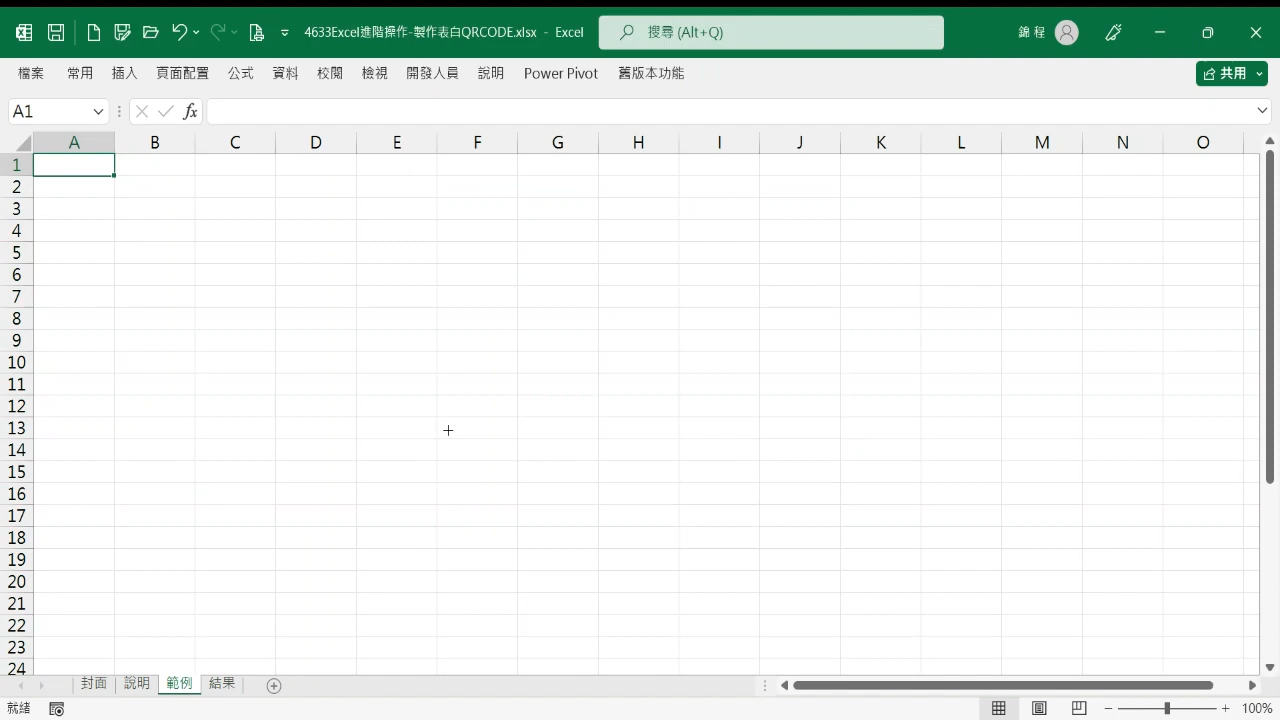 4633Excel進階操作-製作表白QRCODE.xlsx - Excel
搜尋 (Alt+Q)
錦 程
檔案 常用 插入 頁面配置 公式 資料 校閱 檢視 開發人員 說明 Power Pivot 舊版本功能
共用
A1
fx
A B C D E F G H I J K L M N O
1
2
3
4
5
6
7
8
9
10
11
12
13
14
15
16
17
18
19
20
21
22
23
24
封面 說明 範例 結果
就緒
100%